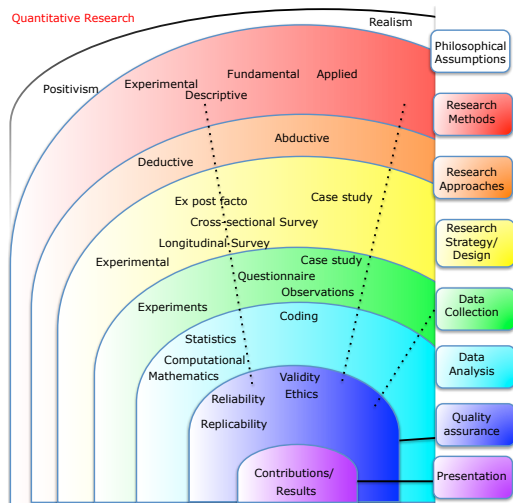 Quantitative Research
Realism
Positivism
Experimental
Fundamental
Applied
Descriptive
Philosophical
Assumptions
Research
Methods
Abductive
Deductive
Research
Approaches
Ex post facto
Case study
Cross-sectional Survey
Longitudinal Survey
Experimental
Research
Strategy/
Design
Case study
Questionnaire
Observations
Experiments
Data
Collection
Coding
Statistics
Computational
Mathematics
Data
Analysis
Validity
Ethics
Reliability
Replicability
Quality
assurance
Contributions/
Results
Presentation